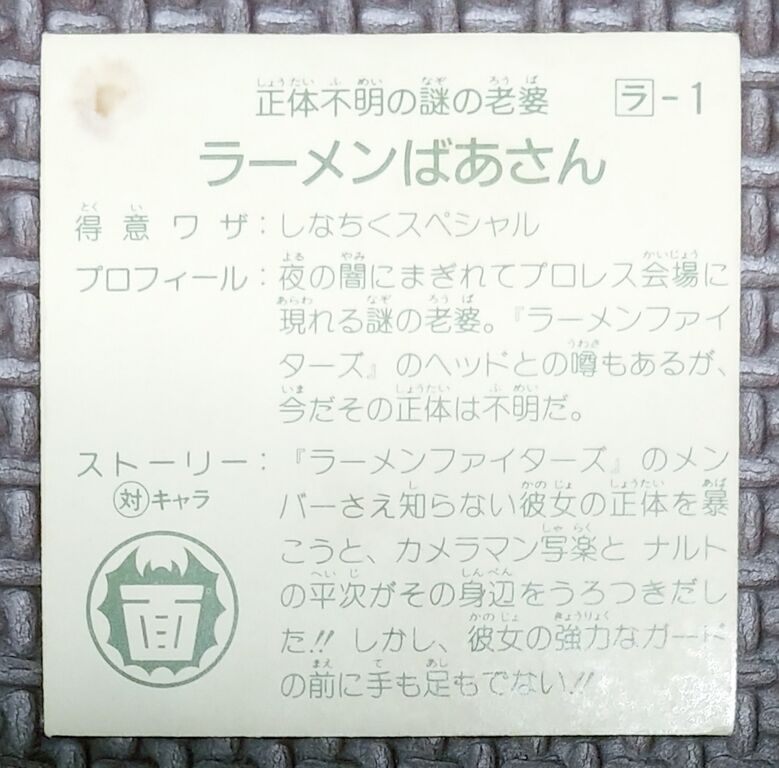 正体不明の謎の老婆 ラ-1
ラーメンばあさん
得意ワザ：しなちくスペシャル
プロフィール：夜の闇にまぎれてプロレス会場に
現れる謎の老婆。『ラーメンファイ
ターズ』のヘッドとの噂もあるが、
今だその正体は不明だ。
ストーリー：『ラーメンファイターズ』のメン
対キャラ バーさえ知らない彼女の正体を暴
こうと、カメラマン写楽と ナルト
の平次がその身辺をうろつきだし
た!! しかし、彼女の強力なガード
の前に手も足もでない!!